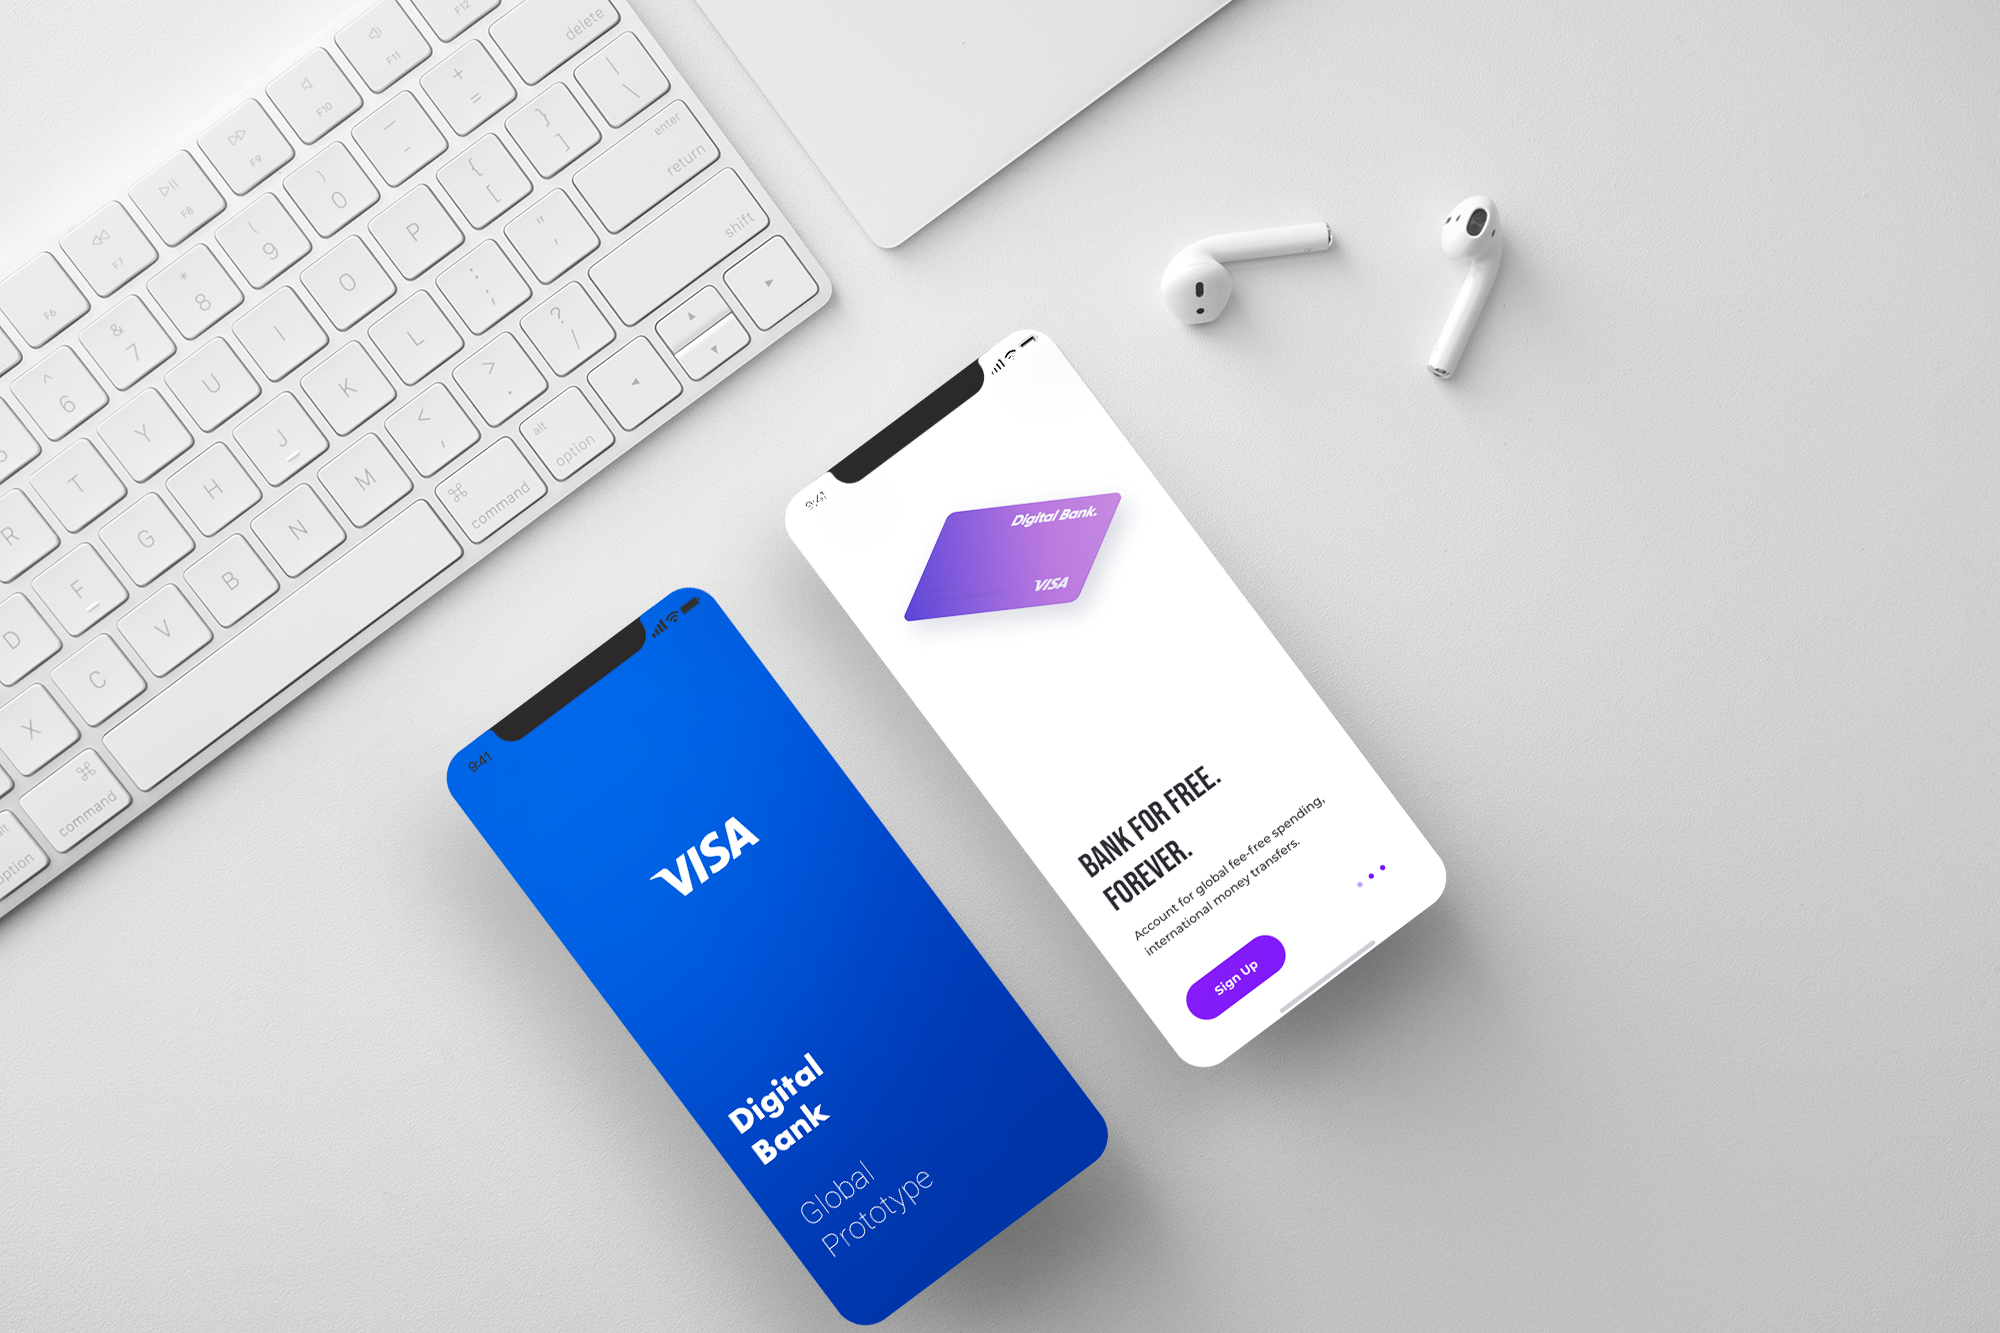 9:41
VISA
Digital
Bank
Global
Prototype
9:41
Digital Bank.
VISA
BANK FOR FREE.
FOREVER.
Account for global fee-free spending,
international money transfers.
Sign Up
F6
F7
F8
F9
F10
F11
F12
^
6
&
7
*
8
(
9
)
0
—
-
+
=
delete
R
T
Y
U
I
O
P
{
[
}
]
|
\
D
F
G
H
J
K
L
:
;
"
'
enter
return
X
C
V
B
N
M
<
,
>
.
?
/
shift
option
⌘
command
⌘
command
alt
option